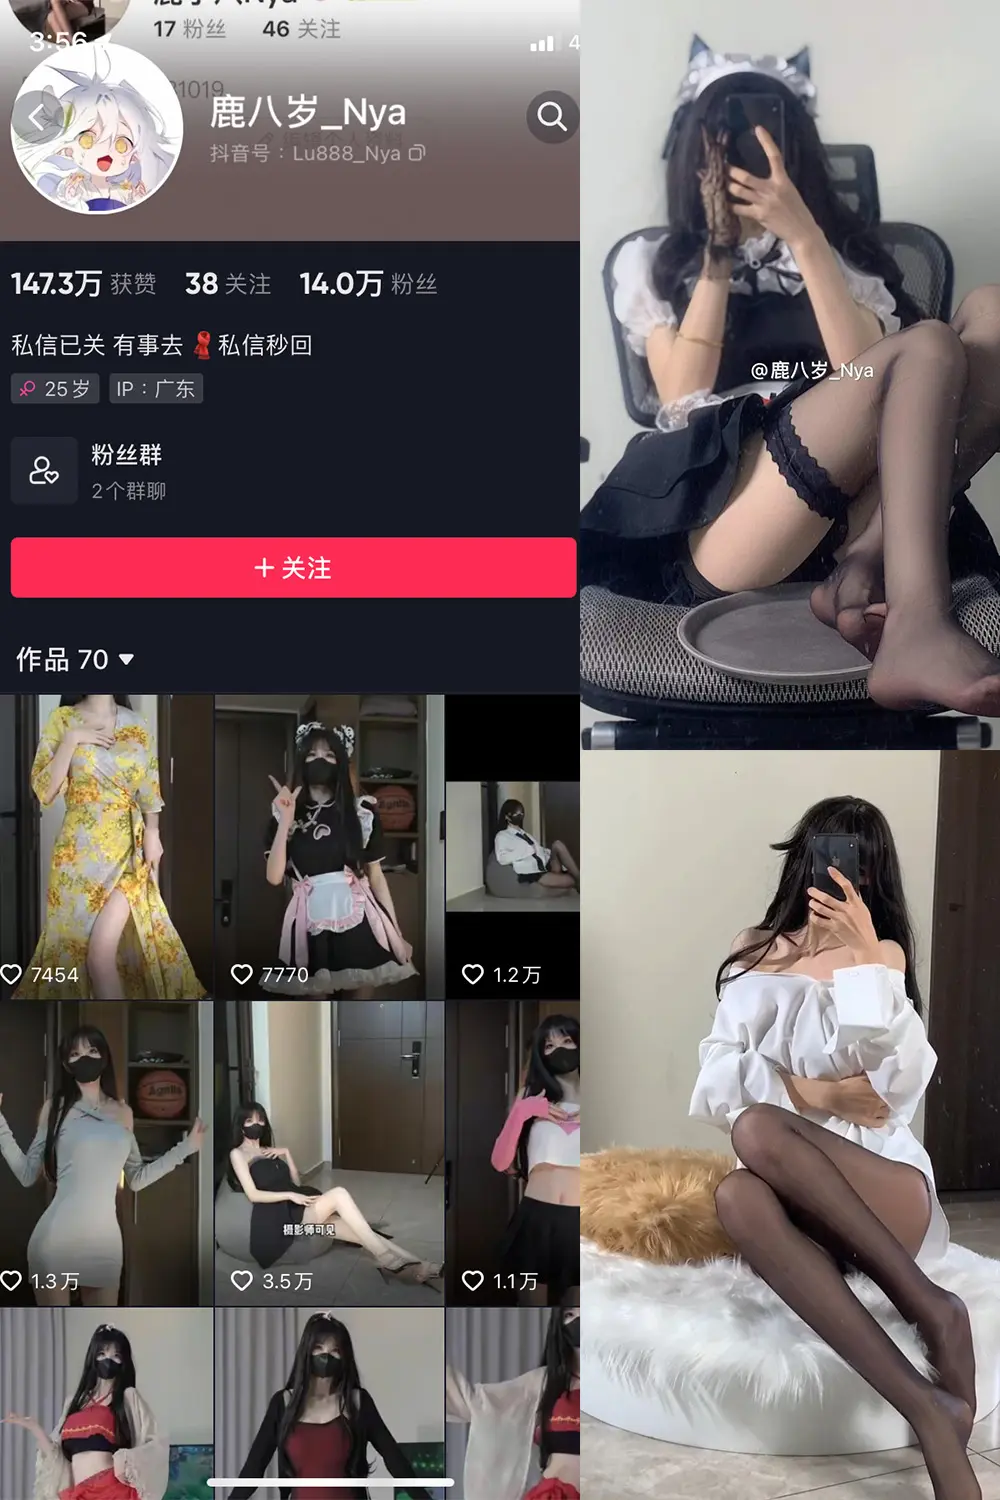 17 粉丝 46 关注
3:56
4
鹿八岁_Nya
抖音号：Lu888_Nya
147.3万 获赞 38 关注 14.0万 粉丝
私信已关 有事去 私信秒回
25岁 IP：广东
粉丝群
2个群聊
+ 关注
作品 70
7454
7770
1.2万
1.3万
摄影师可见
3.5万
1.1万
@鹿八岁_Nya